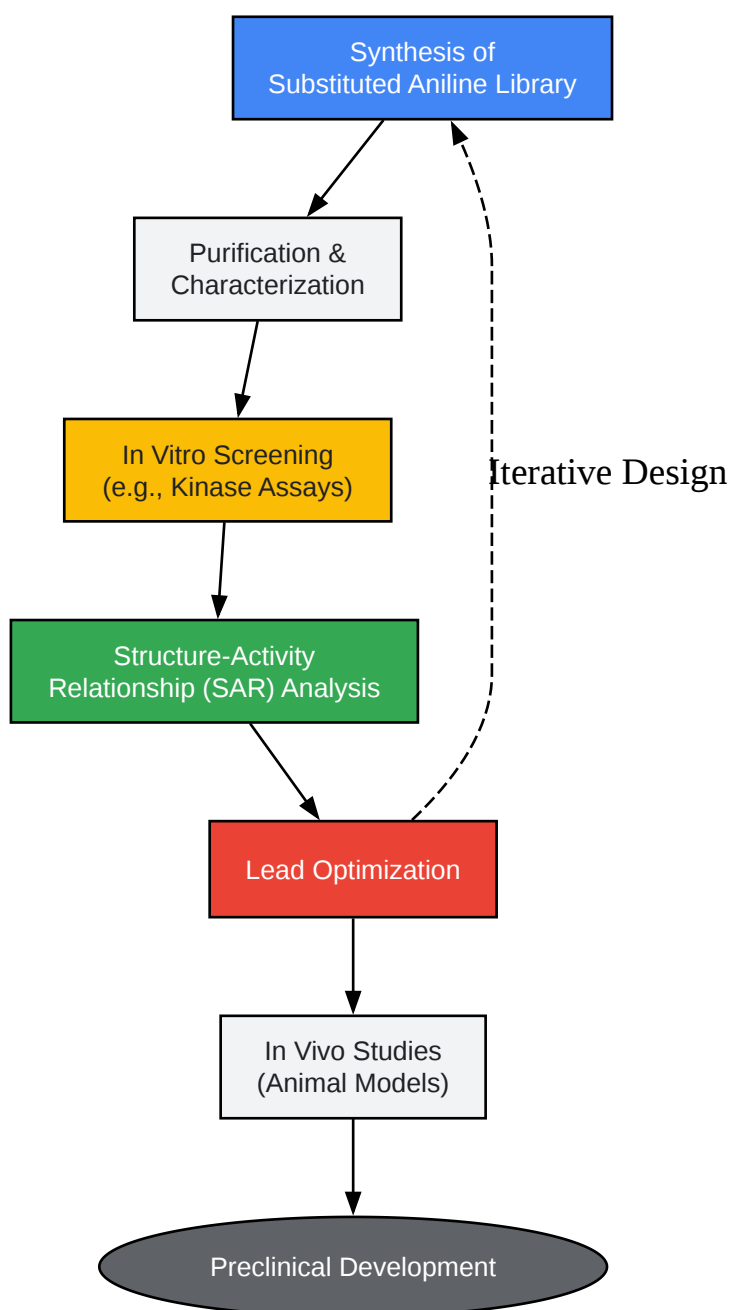 Synthesis of
Substituted Aniline Library
Purification &
Characterization
In Vitro Screening
(e.g., Kinase Assays)
Iterative Design
Structure-Activity
Relationship (SAR) Analysis
Lead Optimization
In Vivo Studies
(Animal Models)
Preclinical Development